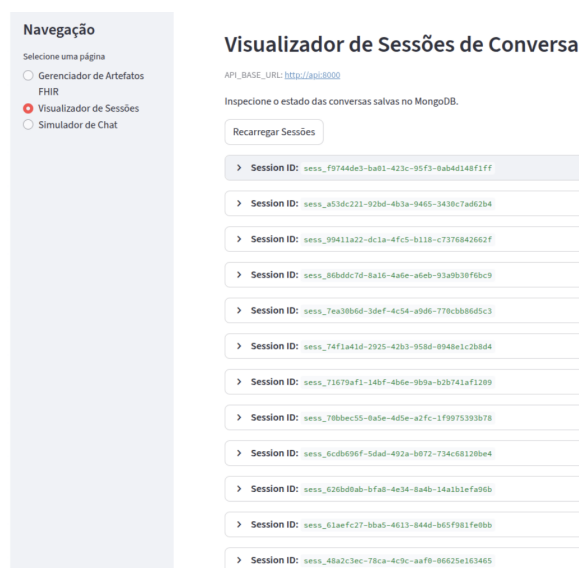 Navegação
Selecione uma página
Gerenciador de Artefatos
FHIR
Visualizador de Sessões
Simulador de Chat
Visualizador de Sessões de Conversa
API_BASE_URL: http://api:8000
Inspecione o estado das conversas salvas no MongoDB.
Recarregar Sessões
Session ID: sess_f9744de3-ba01-423c-95f3-0ab4d148f1ff
Session ID: sess_a53dc221-92bd-4b3a-9465-3430c7ad62b4
Session ID: sess_99411a22-dc1a-4fc5-b118-c7376842662f
Session ID: sess_86bddc7d-8a16-4a6e-a6eb-93a9b30f6bc9
Session ID: sess_7ea30b6d-3def-4c54-a9d6-770cbb86d5c3
Session ID: sess_74f1a41d-2925-42b3-958d-0948e1c2b8d4
Session ID: sess_71679af1-14bf-4b6e-9b9a-b2b741af1209
Session ID: sess_70bbec55-0a5e-4d5e-a2fc-1f9975393b78
Session ID: sess_6cdb696f-5dad-492a-b072-734c68120be4
Session ID: sess_626bd0ab-bfa8-4e34-8a4b-14a1b1efa96b
Session ID: sess_61aefc27-bba5-4613-844d-b65f981fe0bb
Session ID: sess_48a2c3ec-78ca-4c9c-aaf0-06625e163465